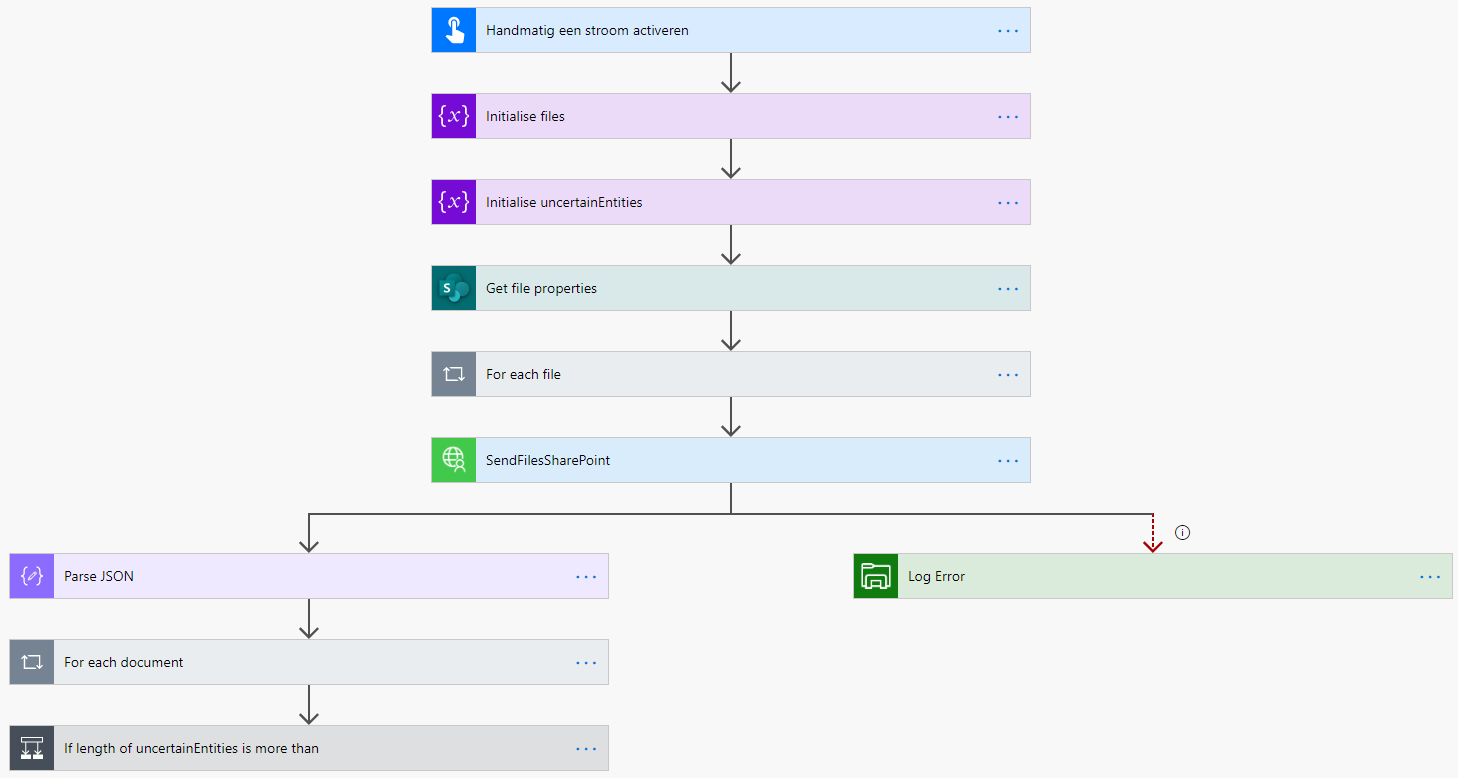 Handmatig een stroom activeren
Initialise files
Initialise uncertainEntities
Get file properties
For each file
SendFilesSharePoint
Parse JSON
Log Error
For each document
If length of uncertainEntities is more than